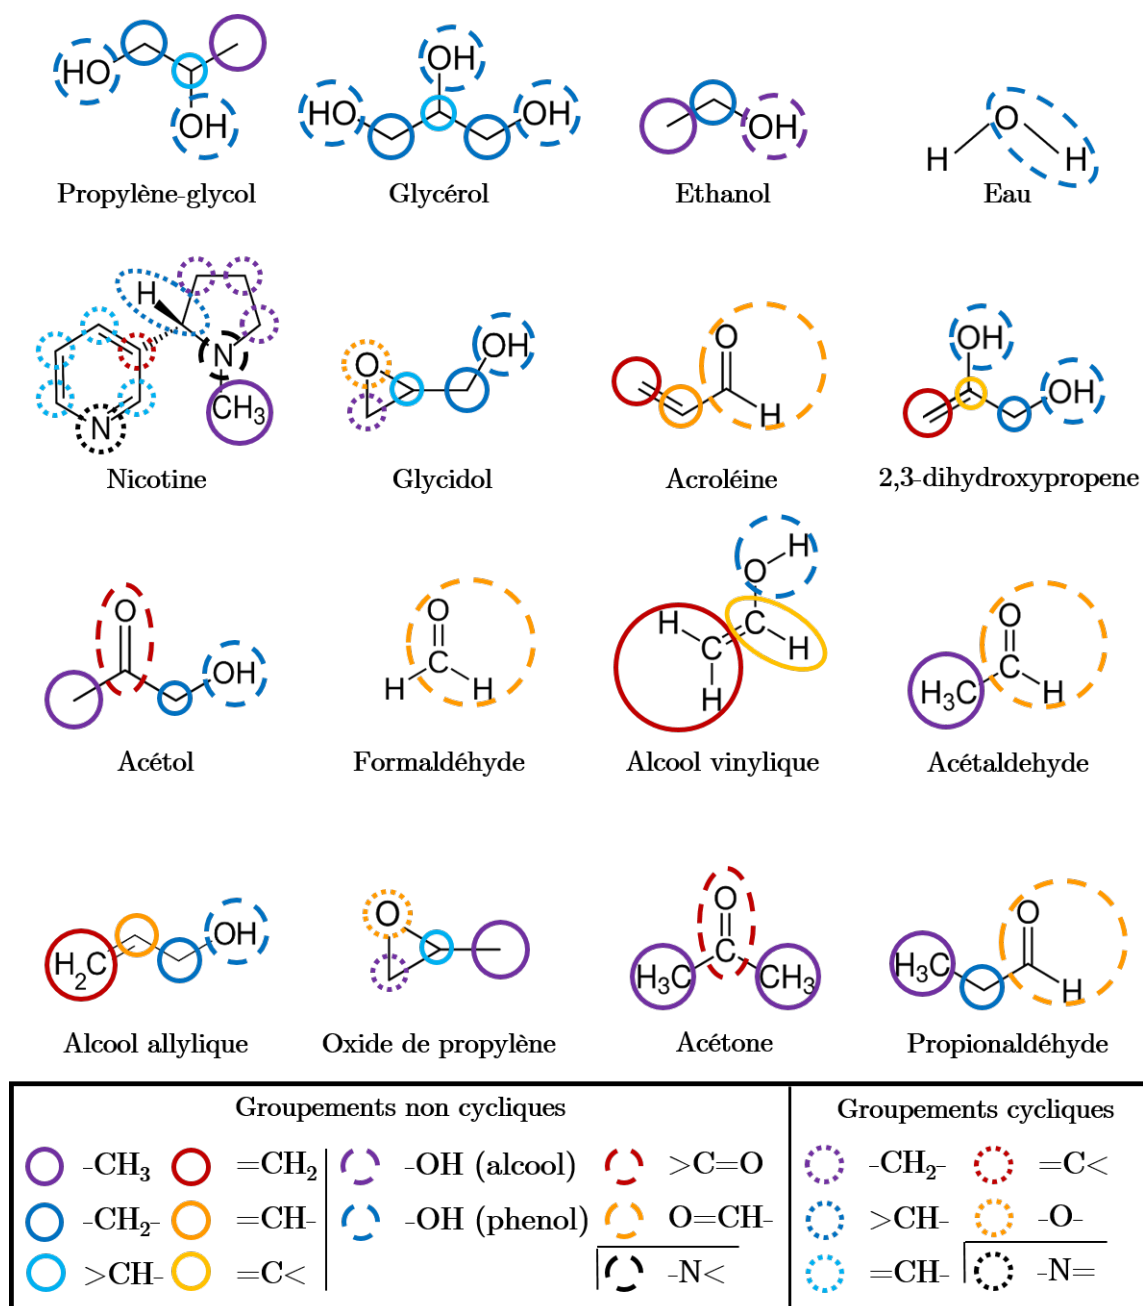 HO
OH
Propylène-glycol
HO
OH
OH
Glycérol
OH
Ethanol
O
H
H
Eau
H
N
CH3
N
Nicotine
O
OH
Glycidol
O
H
Acroléine
OH
OH
2,3-dihydroxypropene
O
OH
Acétol
O
C
H
H
Formaldéhyde
H
O
H
C
C
H
H
Alcool vinylique
O
C
H3C
H
Acétaldehyde
H2C
OH
Alcool allylique
O
Oxide de propylène
O
C
H3C
CH3
Acétone
O
H3C
H
Propionaldéhyde
Groupements non cycliques
-CH3
=CH2
-OH (alcool)
>C=O
-CH2-
=CH-
-OH (phenol)
O=CH-
>CH-
=C<
-N<
Groupements cycliques
-CH2-
=C<
>CH-
-O-
=CH-
-N=